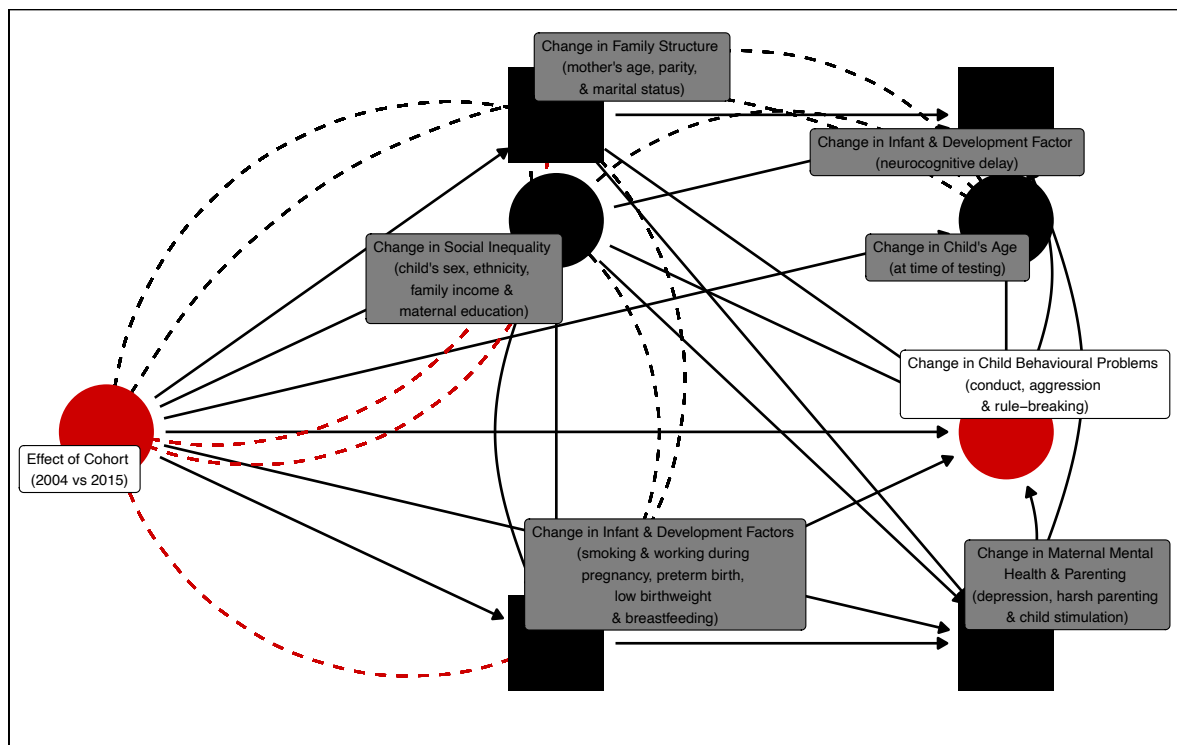 Change in Family Structure
(mother's age, parity,
& marital status)
Change in Infant & Development Factor
(neurocognitive delay)
Change in Social Inequality
(child's sex, ethnicity,
family income &
maternal education)
Change in Child's Age
(at time of testing)
Change in Child Behavioural Problems
(conduct, aggression
& rule−breaking)
Effect of Cohort
(2004 vs 2015)
Change in Infant & Development Factors
(smoking & working during
pregnancy, preterm birth,
low birthweight
& breastfeeding)
Change in Maternal Mental
Health & Parenting
(depression, harsh parenting
& child stimulation)